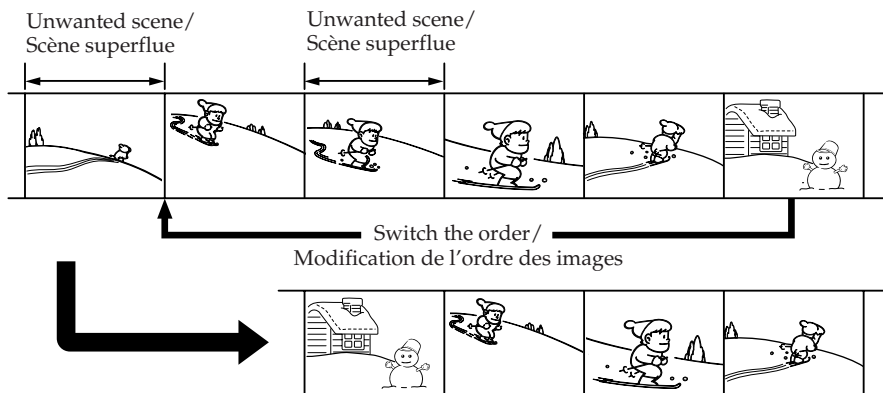 Unwanted scene/
Scène superflue
Unwanted scene/
Scène superflue
Switch the order/
Modification de l'ordre des images